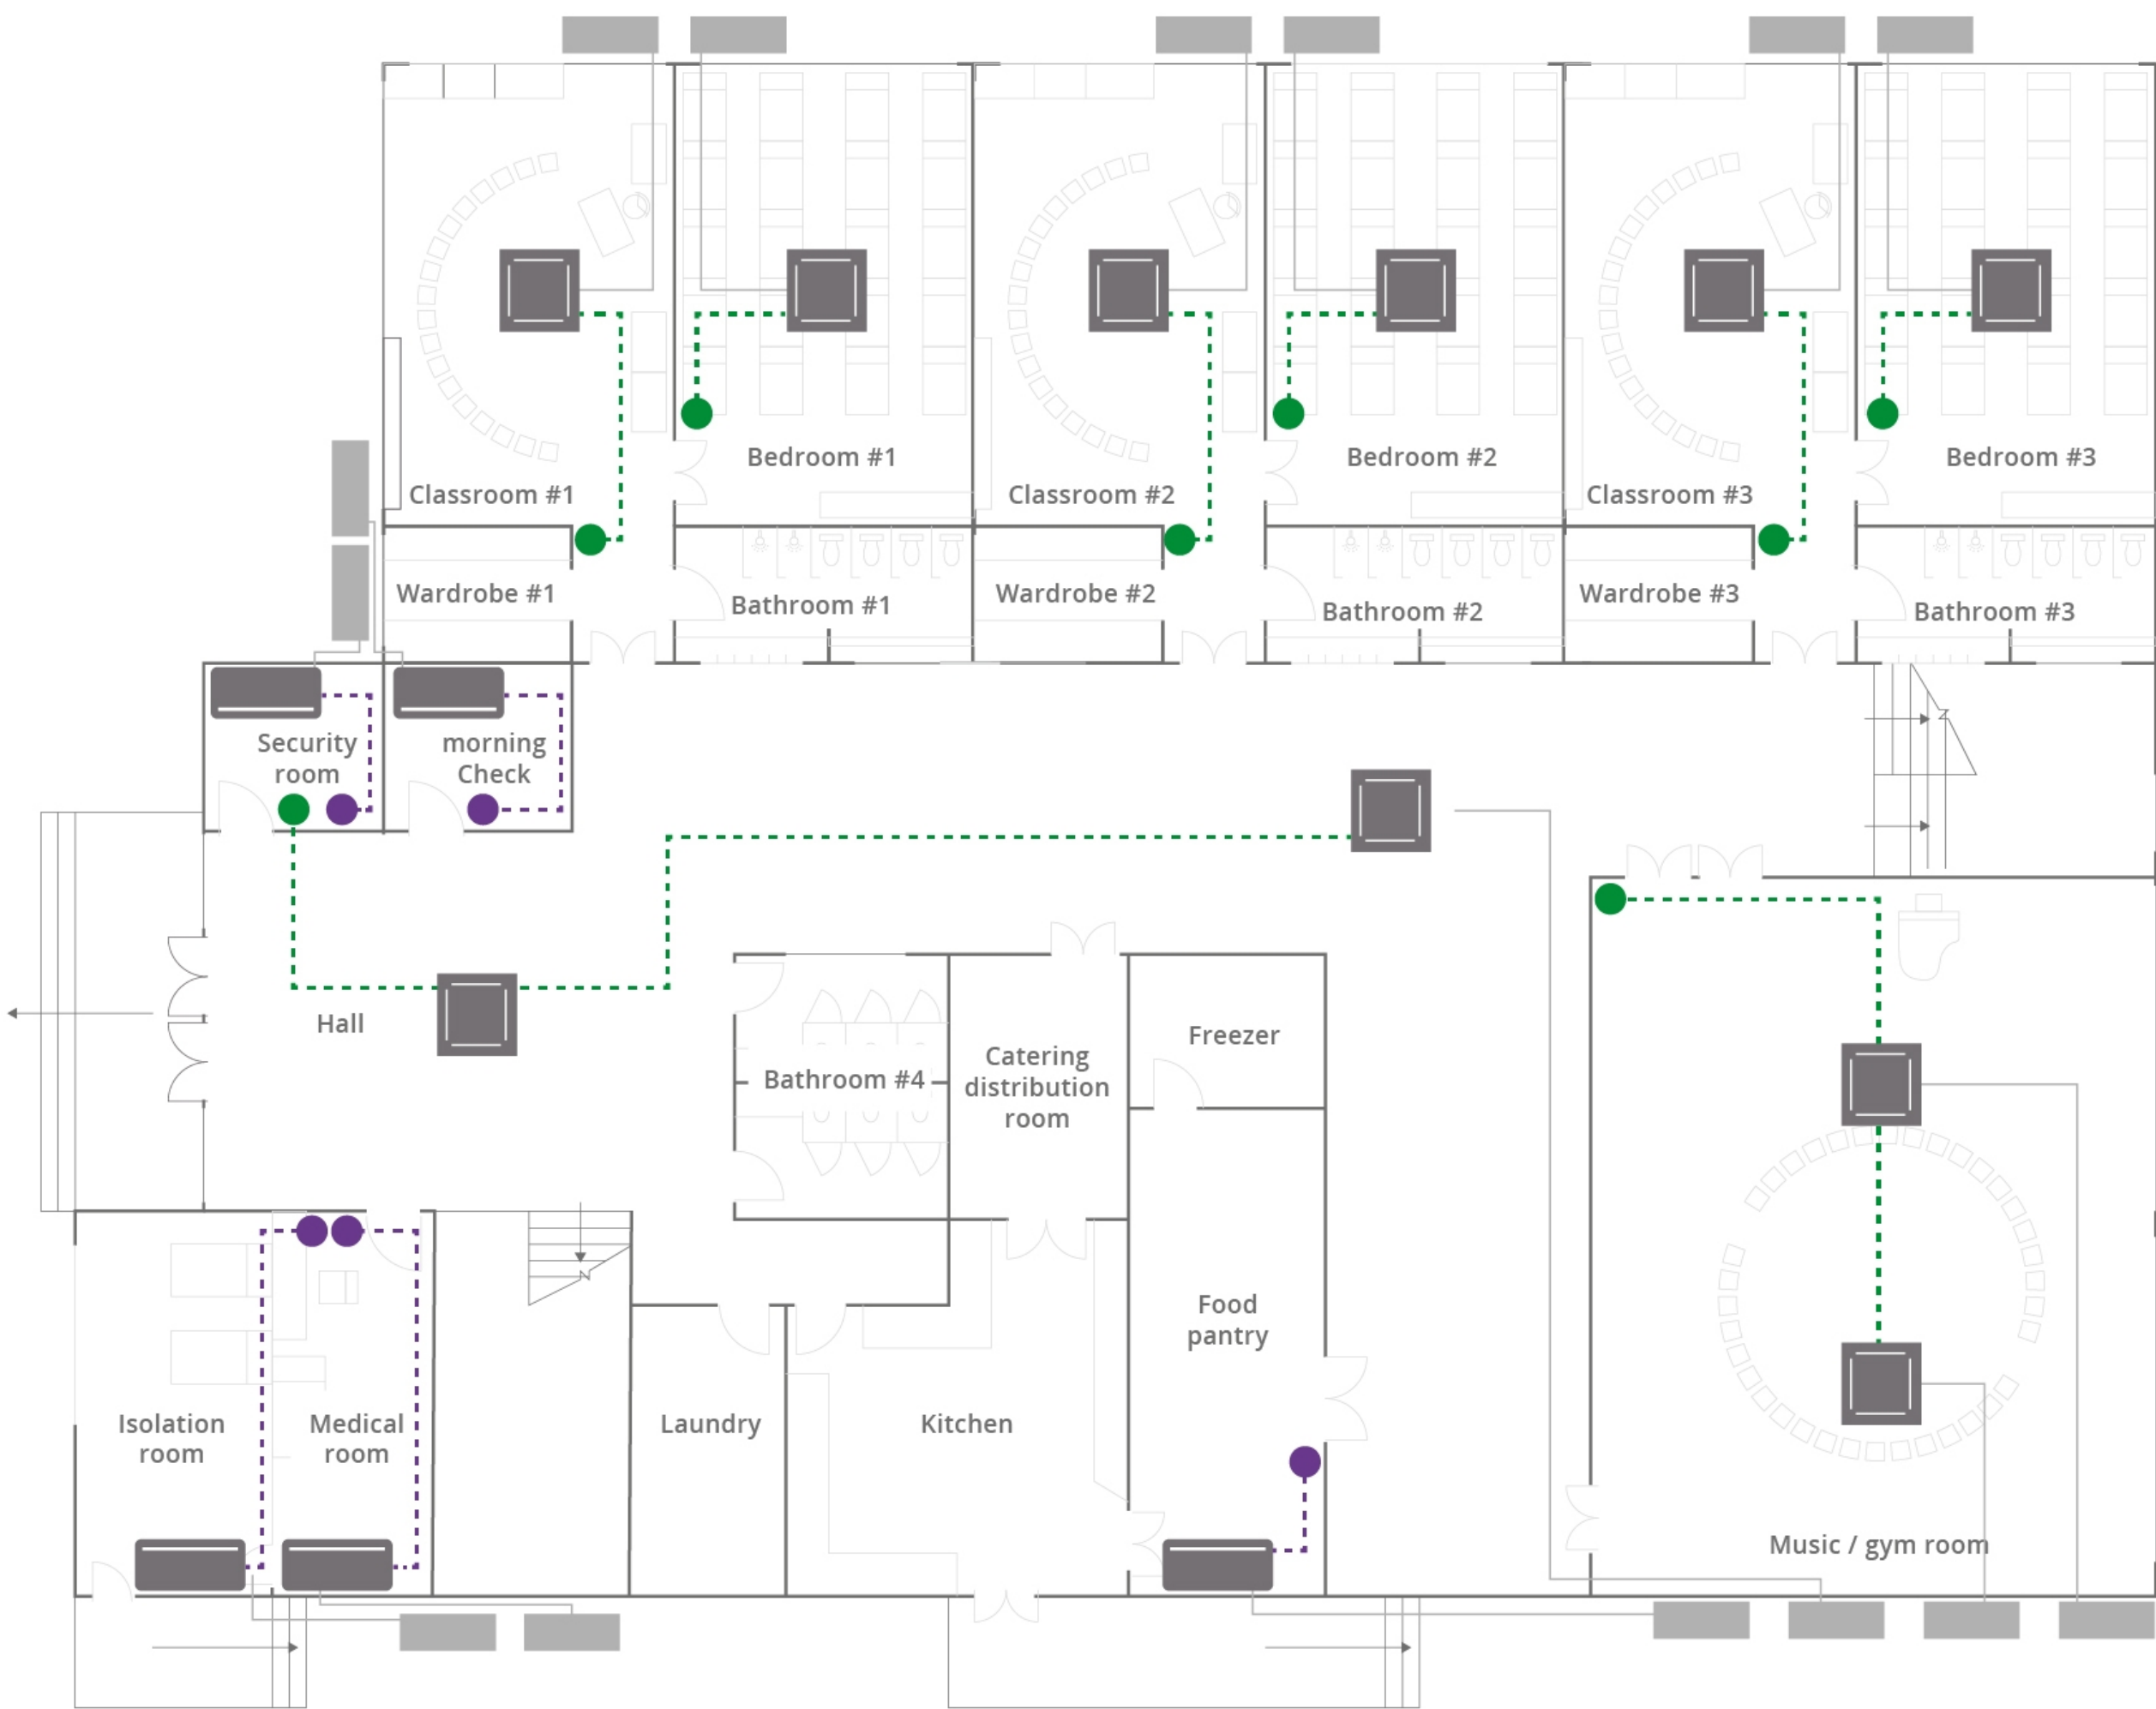 Bedroom #1
Bedroom #2
Bedroom #3
Classroom #1
Classroom #2
Classroom #3
Wardrobe #1
Bathroom #1
Wardrobe #2
Bathroom #2
Wardrobe #3
Bathroom #3
Security
room
morning
Check
Hall
Bathroom #4
Catering
distribution
room
Freezer
Food
pantry
Isolation
room
Medical
room
Laundry
Kitchen
Music / gym room